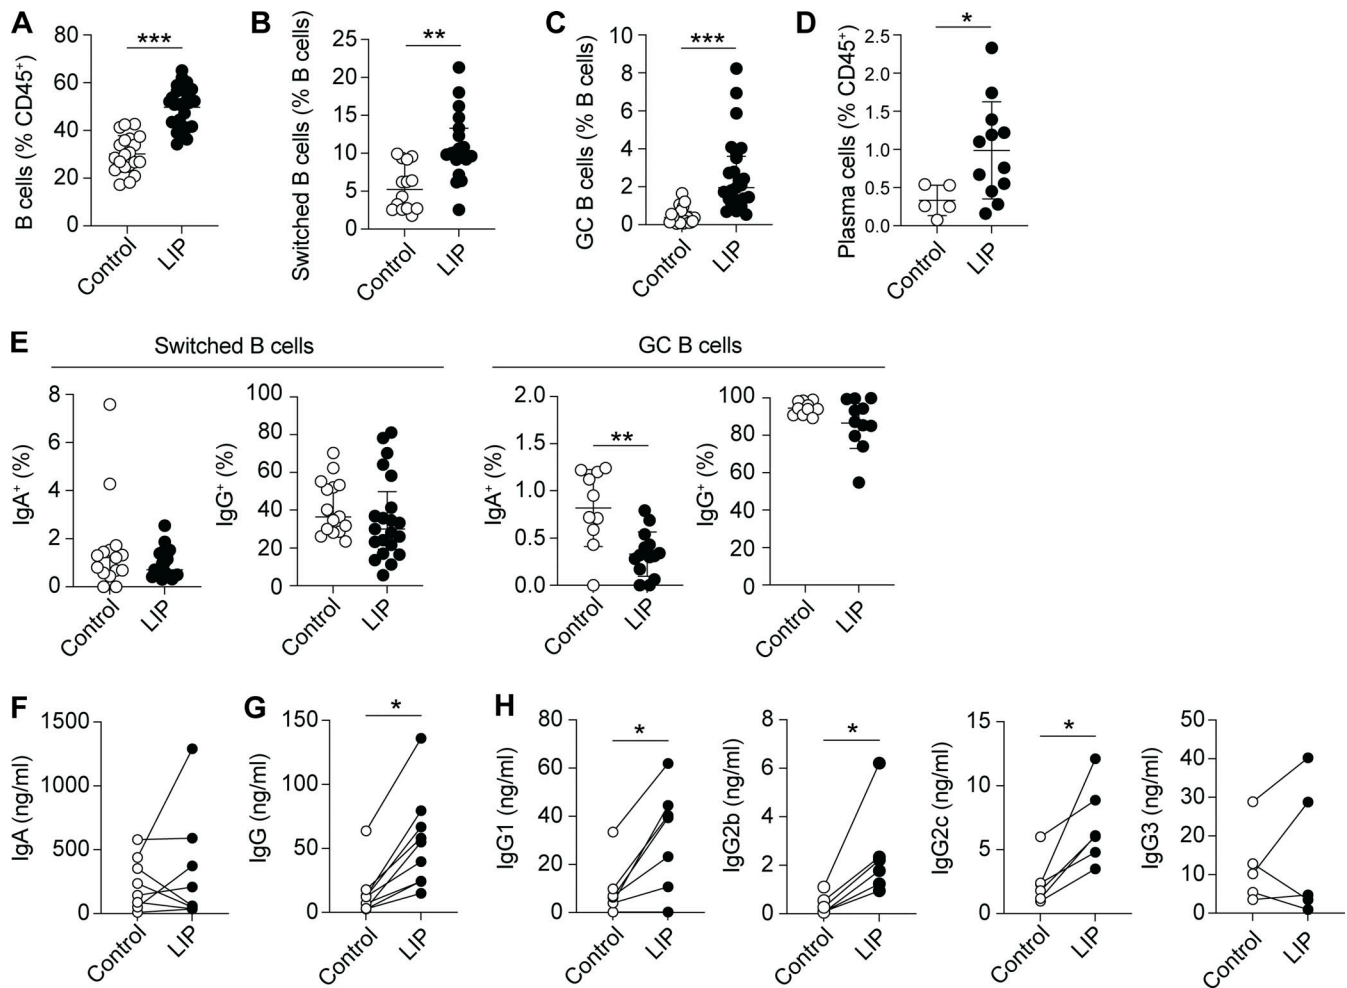 A
B cells (% CD45⁺)
80
60
40
20
0
***
Control
LIP
B
Switched B cells (% B cells)
25
20
15
10
5
0
**
Control
LIP
C
GC B cells (% B cells)
10
8
6
4
2
0
***
Control
LIP
D
Plasma cells (% CD45⁺)
2.5
2.0
1.5
1.0
0.5
0.0
*
Control
LIP
E
Switched B cells
IgA⁺ (%)
8
6
4
2
0
Control
LIP
IgG⁺ (%)
100
80
60
40
20
0
Control
LIP
GC B cells
IgA⁺ (%)
2.0
1.5
1.0
0.5
0.0
**
Control
LIP
IgG⁺ (%)
100
80
60
40
20
0
Control
LIP
F
IgA (ng/ml)
1500
1000
500
0
Control
LIP
G
IgG (ng/ml)
150
100
50
0
*
Control
LIP
H
IgG1 (ng/ml)
80
60
40
20
0
*
Control
LIP
IgG2b (ng/ml)
8
6
4
2
0
*
Control
LIP
IgG2c (ng/ml)
15
10
5
0
*
Control
LIP
IgG3 (ng/ml)
50
40
30
20
10
0
Control
LIP